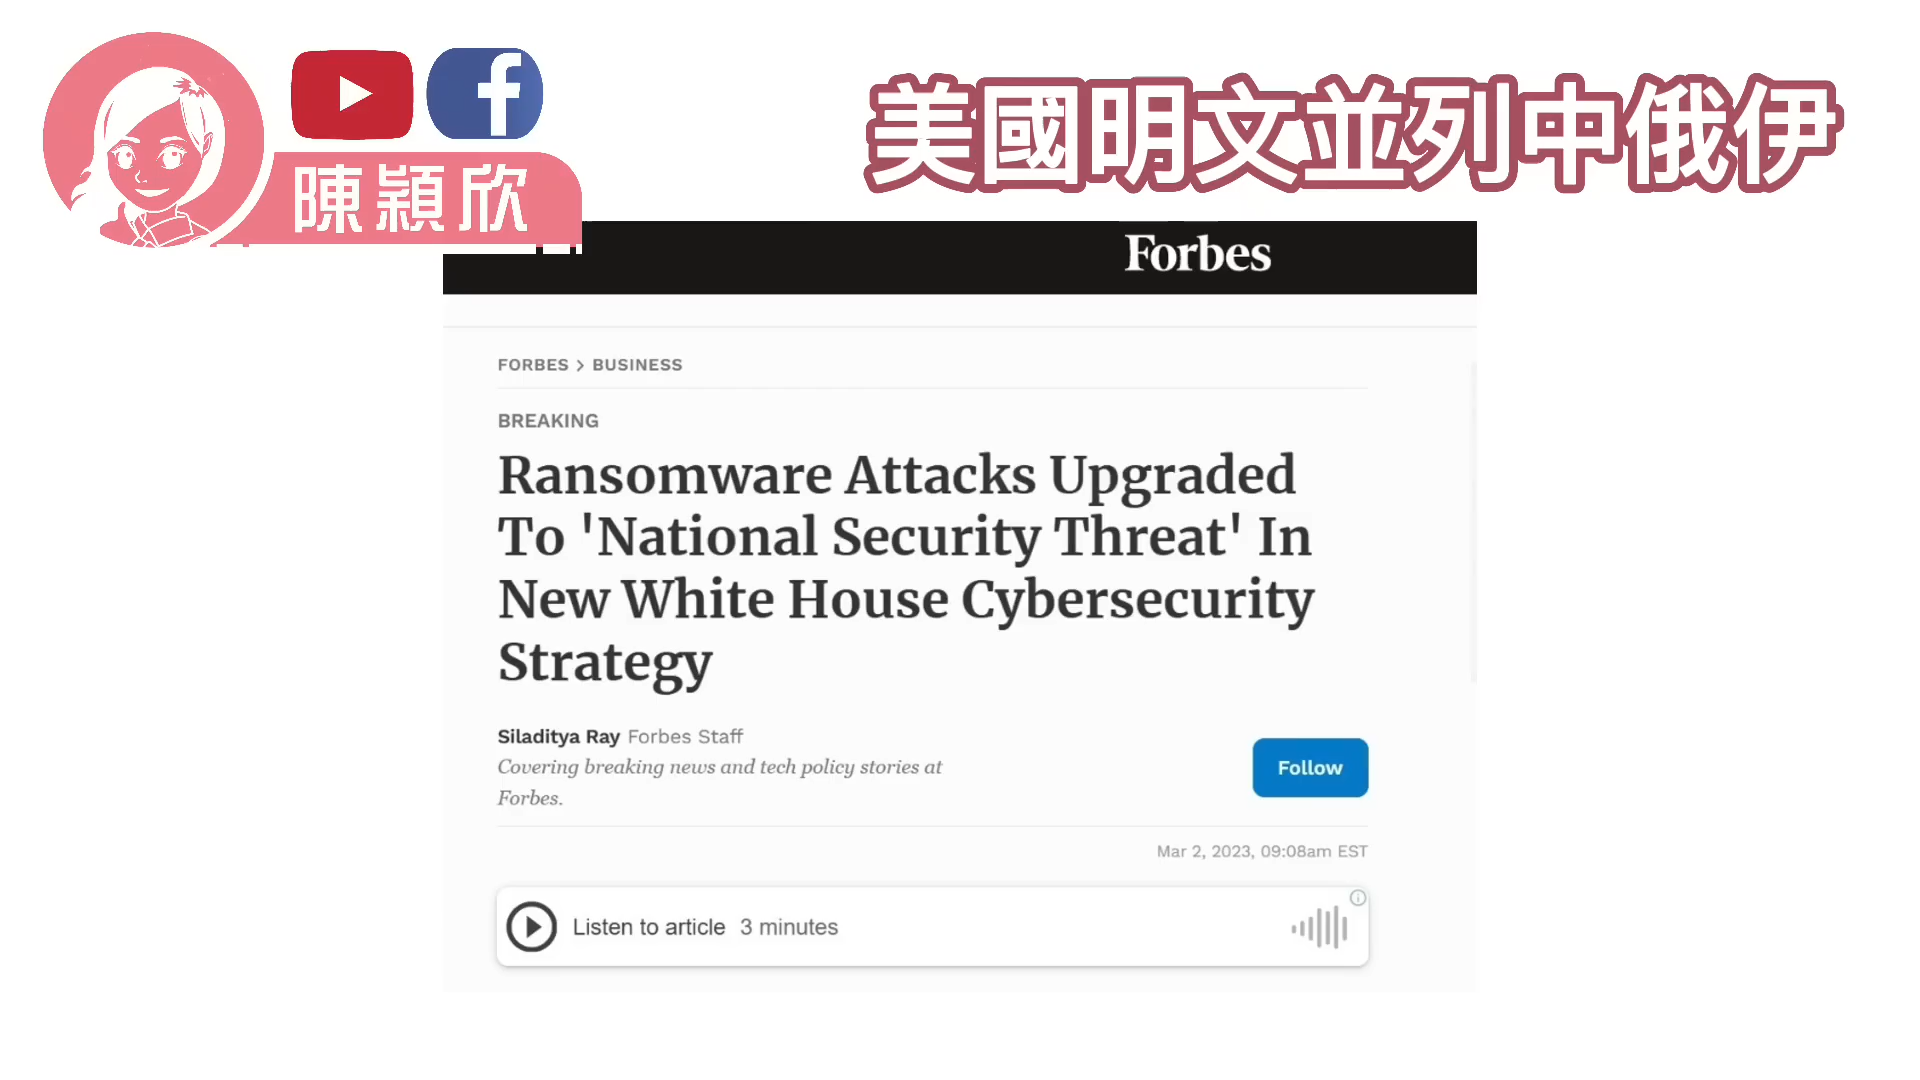 陳穎欣
美國明文並列中俄伊
Forbes
FORBES > BUSINESS
BREAKING
Ransomware Attacks Upgraded
To 'National Security Threat' In
New White House Cybersecurity
Strategy
Siladitya Ray Forbes Staff
Covering breaking news and tech policy stories at
Forbes.
Follow
Mar 2, 2023, 09:08am EST
Listen to article 3 minutes